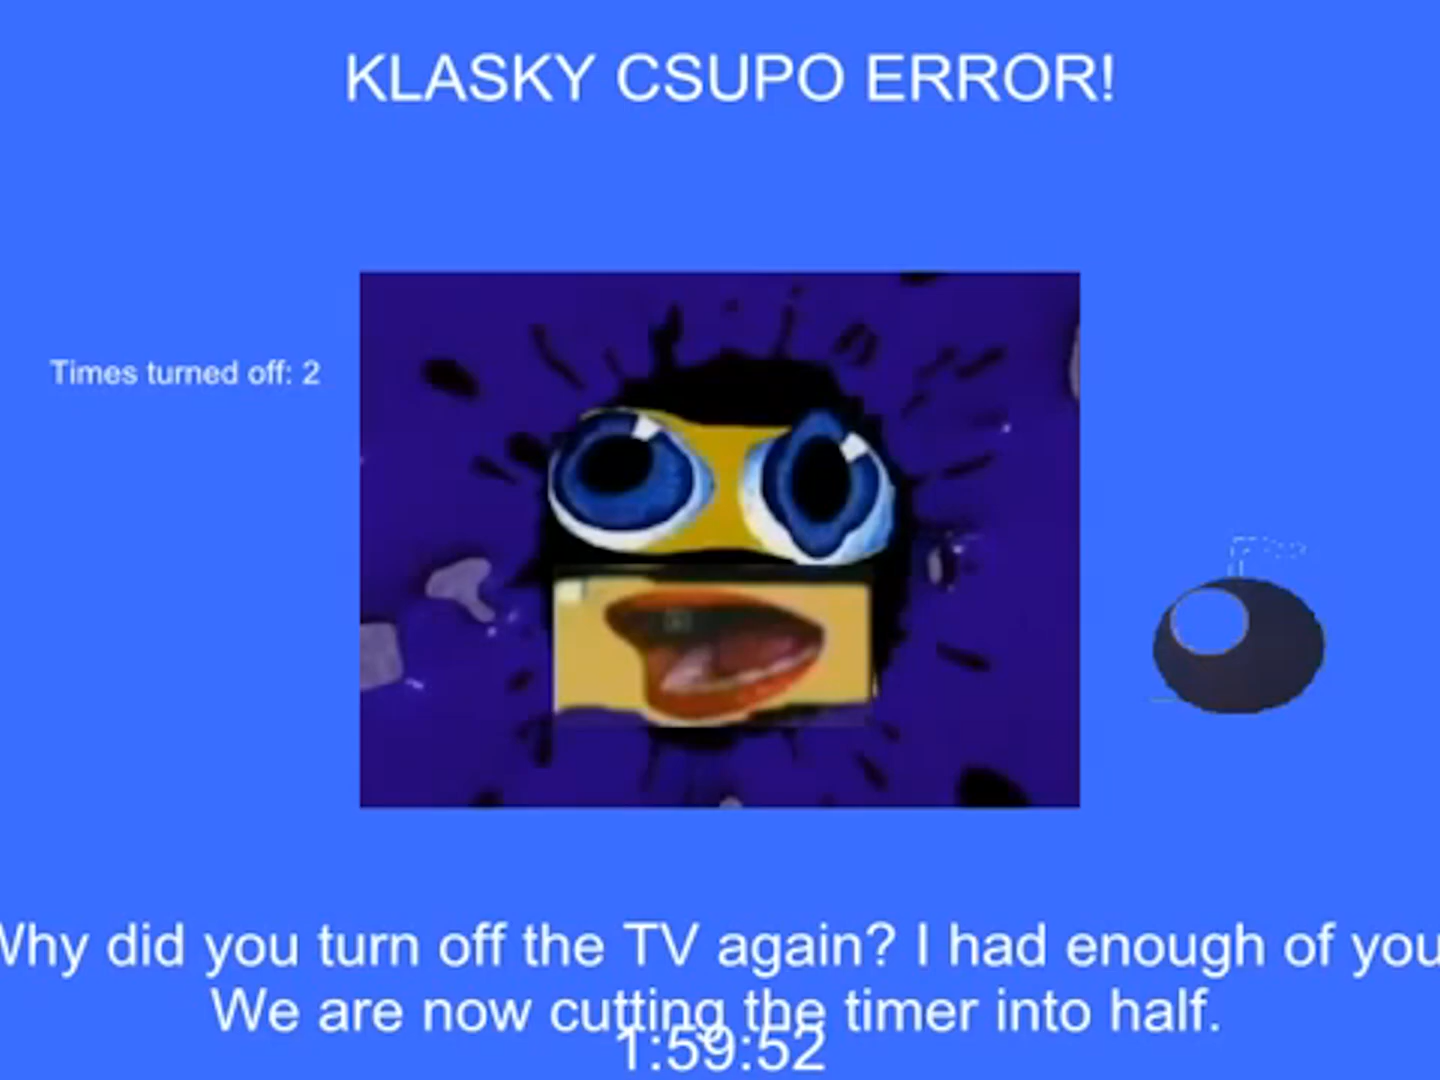 KLASKY CSUPO ERROR!
Times turned off: 2
Why did you turn off the TV again? I had enough of you
We are now cutting the timer into half.
1:59:52